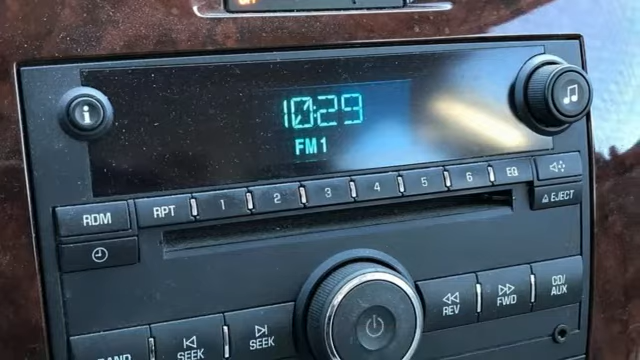 10:29
FM1
RDM
RPT
1
2
3
4
5
6
EQ
EJECT
SEEK
SEEK
REV
FWD
CD/
AUX
BAND